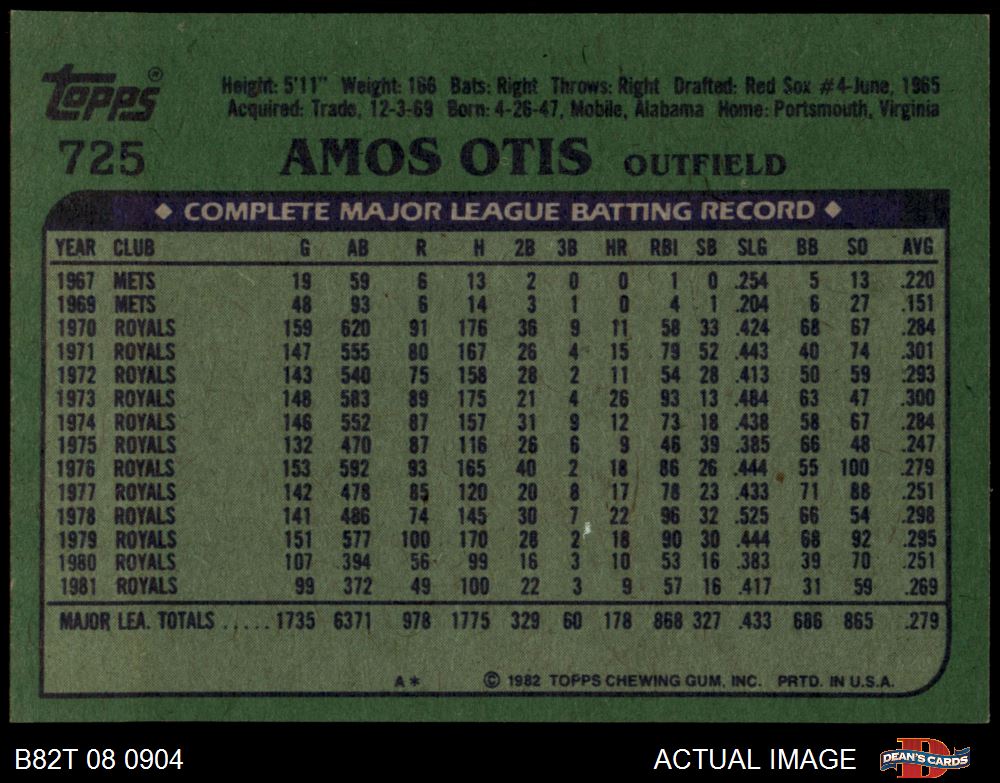 Topps®
Height: 5'11" Weight: 166 Bats: Right Throws: Right Drafted: Red Sox #4-June, 1965
Acquired: Trade, 12-3-69 Born: 4-26-47, Mobile, Alabama Home: Portsmouth, Virginia
725 AMOS OTIS OUTFIELD
◆ COMPLETE MAJOR LEAGUE BATTING RECORD ◆
YEAR CLUB G AB R H 2B 3B HR RBI SB SLG BB SO AVG
1967 METS 19 59 6 13 2 0 0 1 0 .254 5 13 .220
1969 METS 48 93 6 14 3 1 0 4 1 .204 6 27 .151
1970 ROYALS 159 620 91 176 36 9 11 58 33 .424 68 67 .284
1971 ROYALS 147 555 80 167 26 4 15 79 52 .443 40 74 .301
1972 ROYALS 143 540 75 158 28 2 11 54 28 .413 50 59 .293
1973 ROYALS 148 583 89 175 21 4 26 93 13 .484 63 47 .300
1974 ROYALS 146 552 87 157 31 9 12 73 18 .438 58 67 .284
1975 ROYALS 132 470 87 116 26 6 9 46 39 .385 66 48 .247
1976 ROYALS 153 592 93 165 40 2 18 86 26 .444 55 100 .279
1977 ROYALS 142 478 85 120 20 8 17 78 23 .433 71 88 .251
1978 ROYALS 141 486 74 145 30 7 22 96 32 .525 66 54 .298
1979 ROYALS 151 577 100 170 28 2 18 90 30 .444 68 92 .295
1980 ROYALS 107 394 56 99 16 3 10 53 16 .383 39 70 .251
1981 ROYALS 99 372 49 100 22 3 9 57 16 .417 31 59 .269
MAJOR LEA. TOTALS ..... 1735 6371 978 1775 329 60 178 868 327 .433 686 865 .279
A* © 1982 TOPPS CHEWING GUM, INC. PRTD. IN U.S.A.
B82T 08 0904 ACTUAL IMAGE DEAN'S CARDS